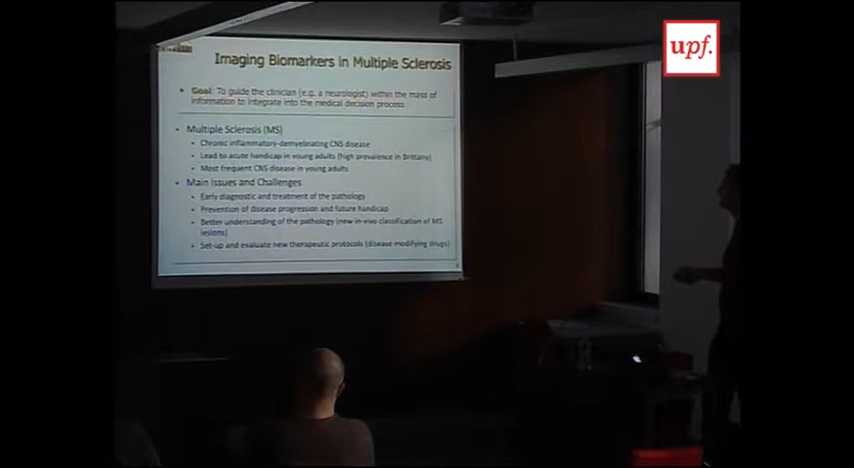 upf.
Imaging Biomarkers in Multiple Sclerosis
• Goal: To guide the clinician (e.g. a neurologist) within the mass of
information to integrate into the medical decision process
• Multiple Sclerosis (MS)
• Chronic inflammatory-demyelinating CNS disease
• Lead to acute handicap in young adults (high prevalence in Brittany)
• Most frequent CNS disease in young adults
• Main Issues and Challenges
• Early diagnostic and treatment of the pathology
• Prevention of disease progression and future handicap
• Better understanding of the pathology (new in-vivo classification of MS
lesions)
• Set-up and evaluate new therapeutic protocols (disease modifying drugs)